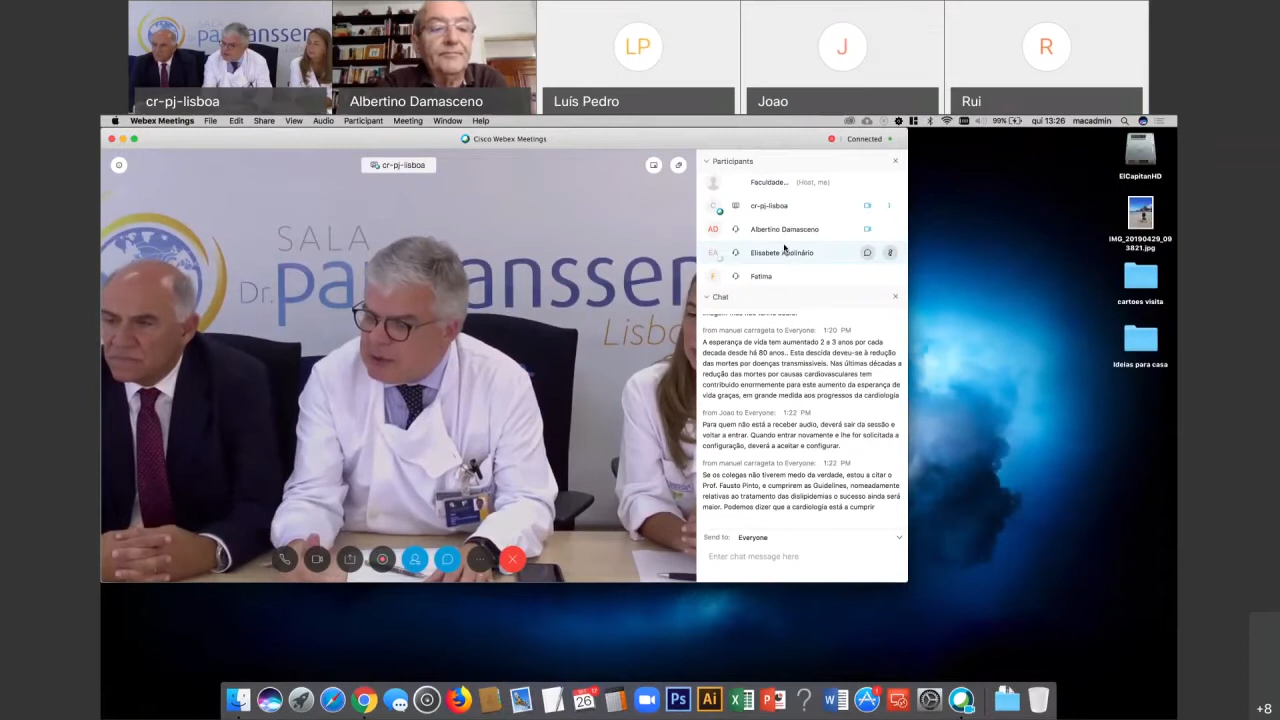 SALA
cr-pj-lisboa
Albertino Damasceno
LP
Luís Pedro
J
Joao
R
Rui
Webex Meetings File Edit Share View Audio Participant Meeting Window Help
99% qui 13:26 macadmin
Cisco Webex Meetings
Connected
cr-pj-lisboa
SALA
Dr.
anssen
Lisbo
Participants
Faculdade... (Host, me)
C cr-pj-lisboa
AD Albertino Damasceno
EA Elisabete Apolinário
F Fatima
Chat
from manuel carrageta to Everyone: 1:20 PM
A esperança de vida tem aumentado 2 a 3 anos por cada
decada desde há 80 anos.. Esta descida deveu-se à redução
das mortes por doenças transmissiveis. Nas últimas décadas a
redução das mortes por causas cardiovasculares tem
contribuido enormemente para este aumento da esperança de
vida graças, em grande medida aos progressos da cardiologia
from Joao to Everyone: 1:22 PM
Para quem não está a receber audio, deverá sair da sessão e
voltar a entrar. Quando entrar novamente e lhe for solicitada a
configuração, deverá a aceitar e configurar.
from manuel carrageta to Everyone: 1:22 PM
Se os colegas não tiverem medo da verdade, estou a citar o
Prof. Fausto Pinto, e cumprirem as Guidelines, nomeadamente
relativas ao tratamento das dislipidemias o sucesso ainda será
maior. Podemos dizer que a cardiologia está a cumprir
Send to: Everyone
Enter chat message here
ElCapitanHD
IMG_20190429_09
3821.jpg
cartoes visita
Ideias para casa
26
Ps
Ai
+8